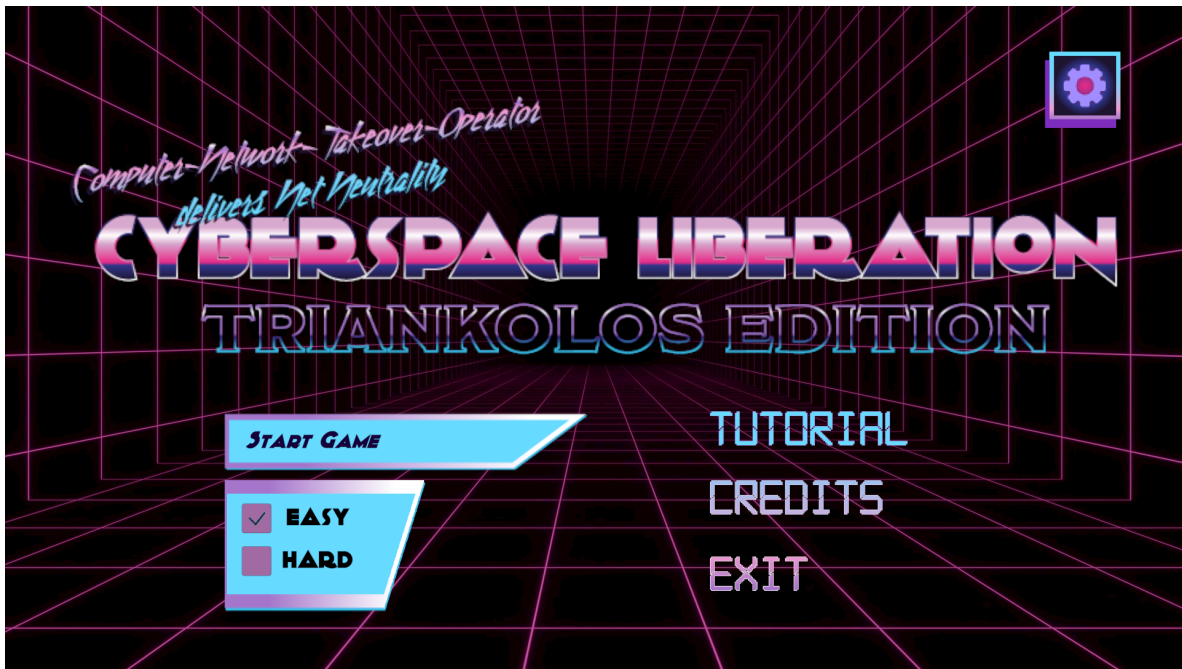 Computer-Network-Takeover-Operator
delivers Net Neutrality
CYBERSPACE LIBERATION
TRIANKOLOS EDITION
START GAME
EASY
HARD
TUTORIAL
CREDITS
EXIT